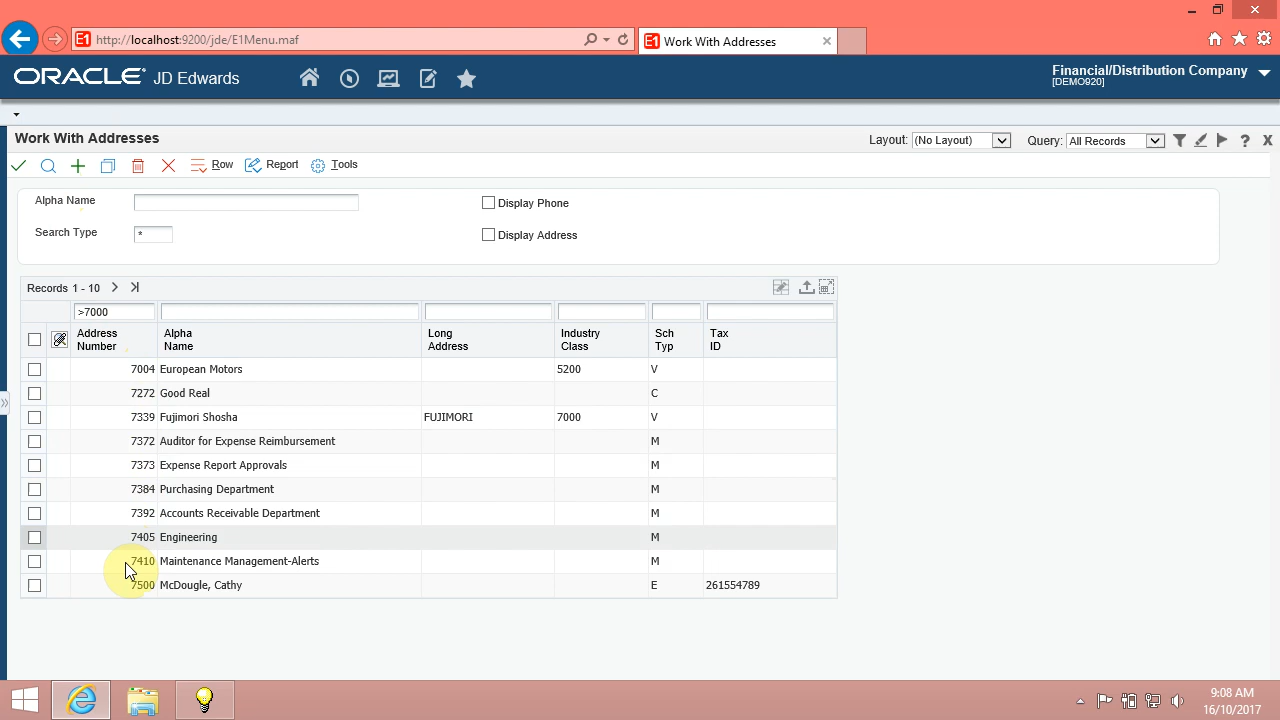 E1 http://localhost:9200/jde/E1Menu.maf
E1 Work With Addresses
ORACLE JD Edwards
Financial/Distribution Company
[DEMO920]
Work With Addresses
Layout: (No Layout) Query: All Records
Row Report Tools
Alpha Name
Display Phone
Search Type * Display Address
Records 1 - 10
>7000
Address Number Alpha Name Long Address Industry Class Sch Typ Tax ID
7004 European Motors 5200 V
7272 Good Real C
7339 Fujimori Shosha FUJIMORI 7000 V
7372 Auditor for Expense Reimbursement M
7373 Expense Report Approvals M
7384 Purchasing Department M
7392 Accounts Receivable Department M
7405 Engineering M
7410 Maintenance Management-Alerts M
7500 McDougle, Cathy E 261554789
9:08 AM
16/10/2017